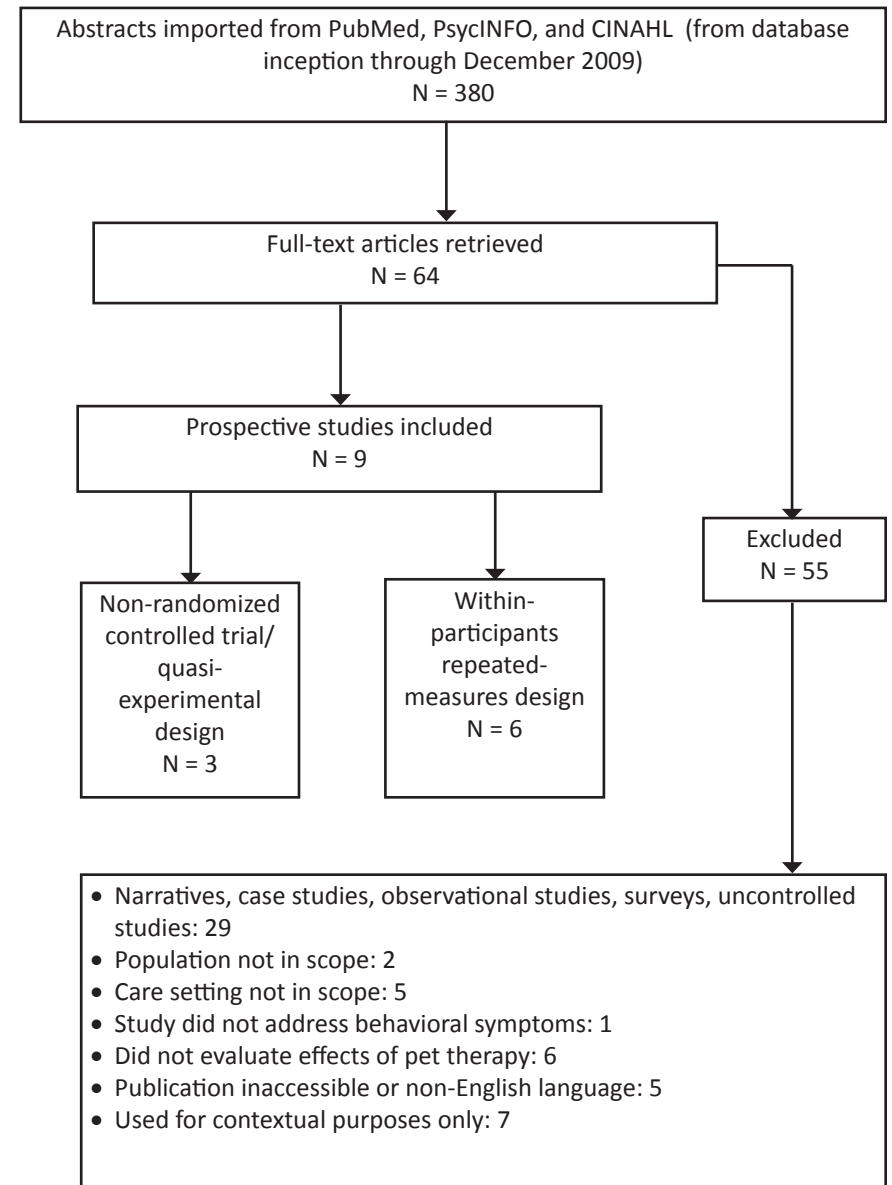 Abstracts imported from PubMed, PsycINFO, and CINAHL (from database
inception through December 2009)
N = 380
Full-text articles retrieved
N = 64
Prospective studies included
N = 9
Excluded
N = 55
Non-randomized
controlled trial/
quasi-
experimental
design
N = 3
Within-
participants
repeated-
measures design
N = 6
• Narratives, case studies, observational studies, surveys, uncontrolled
studies: 29
• Population not in scope: 2
• Care setting not in scope: 5
• Study did not address behavioral symptoms: 1
• Did not evaluate effects of pet therapy: 6
• Publication inaccessible or non-English language: 5
• Used for contextual purposes only: 7